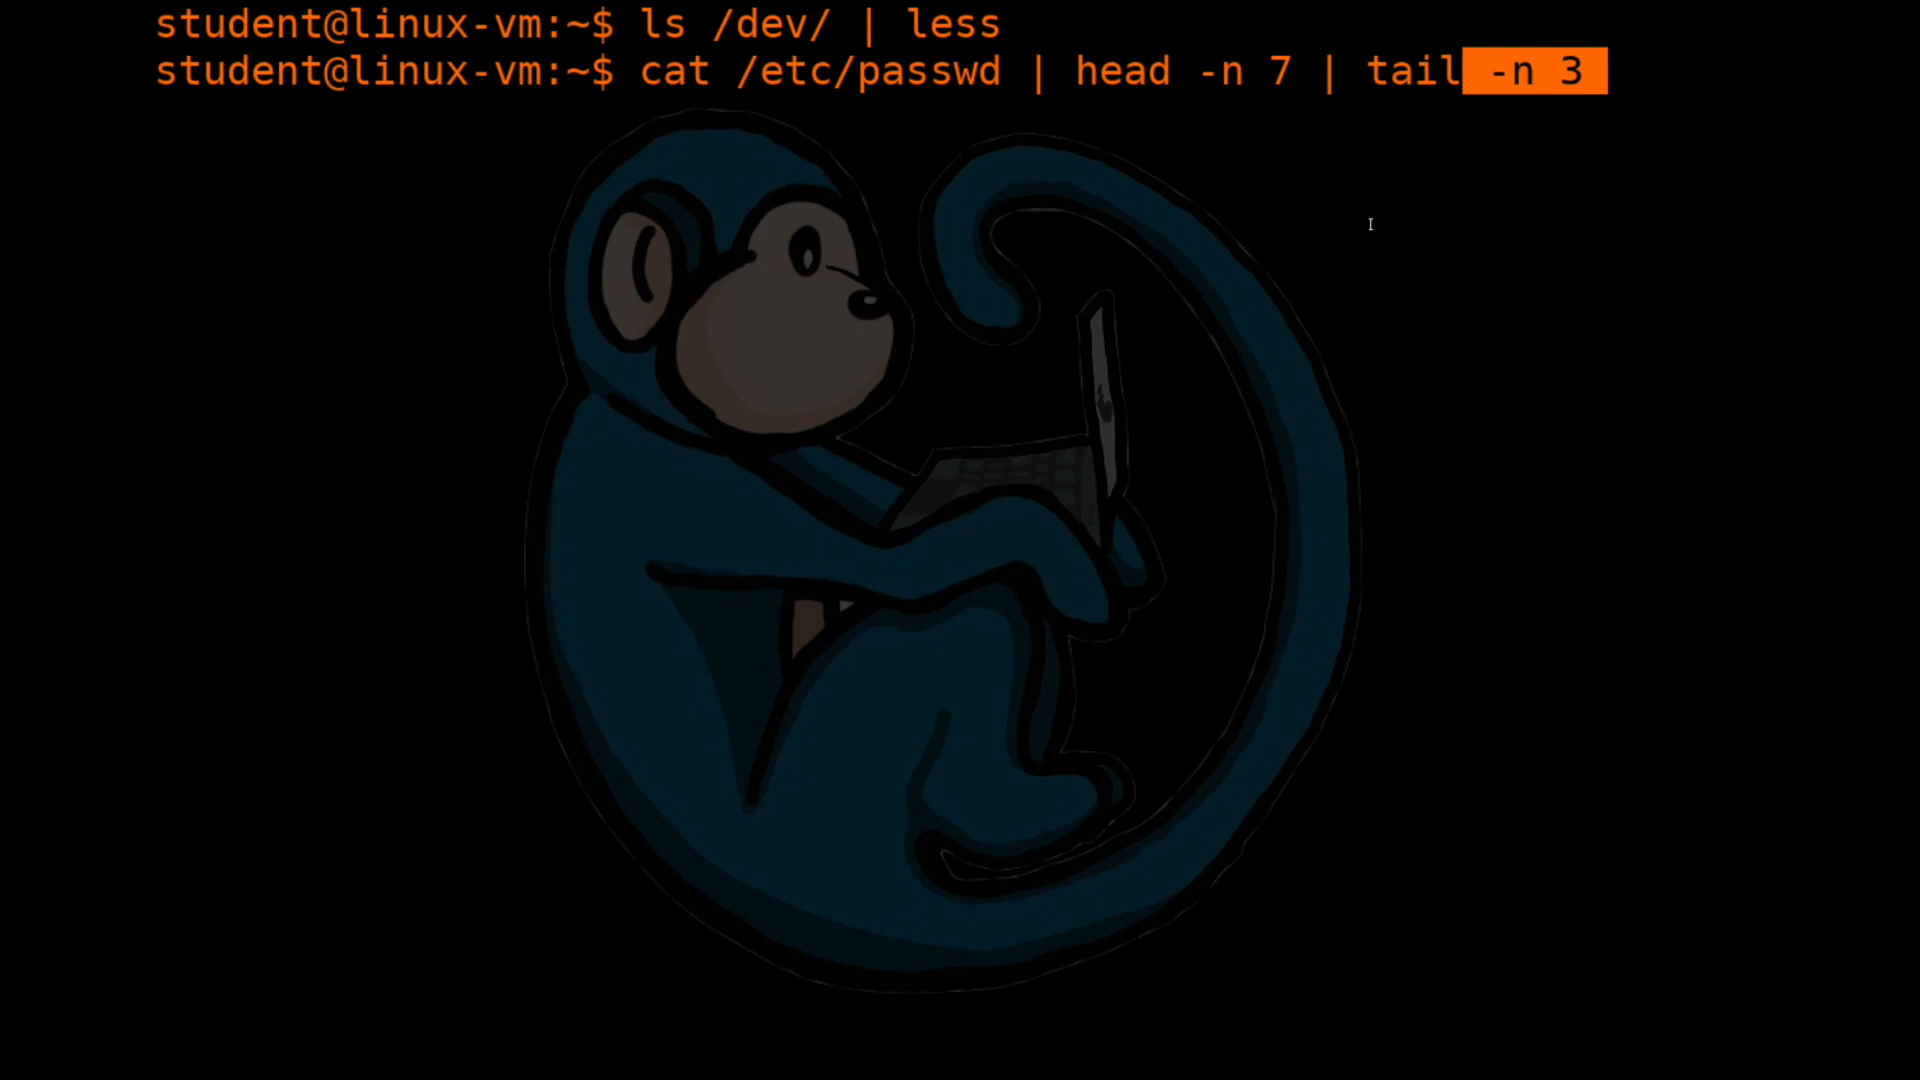 student@linux-vm:~$ ls /dev/ | less
student@linux-vm:~$ cat /etc/passwd | head -n 7 | tail -n 3